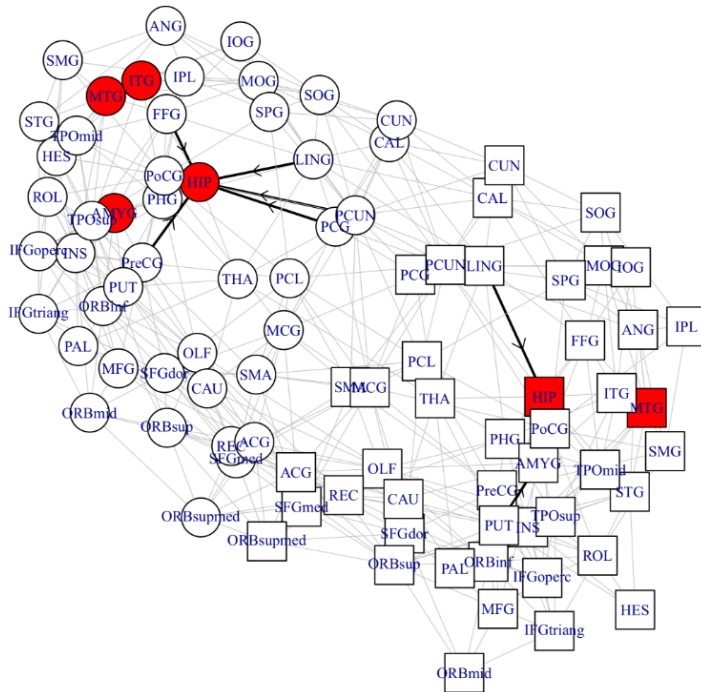 ANG
IOG
SMG
ITG
IPL
MOG
MTG
SOG
SPG
STG
FFG
CUN
TPOmid
CAL
HES
LING
CUN
PoCG
HIP
CAL
ROL
PHG
AMYG
SOG
TPOsup
PCUN
PCG
IFGoperc
INS
PreCG
PCUN
LING
MOG
IOG
PCG
THA
PCL
SPG
PUT
ORBinf
IFGtriang
MCG
ANG
IPL
PAL
FFG
OLF
PCL
MFG
SFGdor
SMA
CAU
SMA
MCG
THA
HIP
ITG
MTG
ORBmid
ORBsup
PoCG
REC
ACG
PHG
SMG
SFGmed
AMYG
ACG
OLF
TPOmid
PreCG
STG
REC
CAU
SFGmed
ORBsupmed
PUT
INS
TPOsup
SFGdor
ORBsupmed
ORBsup
ROL
PAL
ORBinf
IFGoperc
MFG
HES
IFGtriang
ORBmid